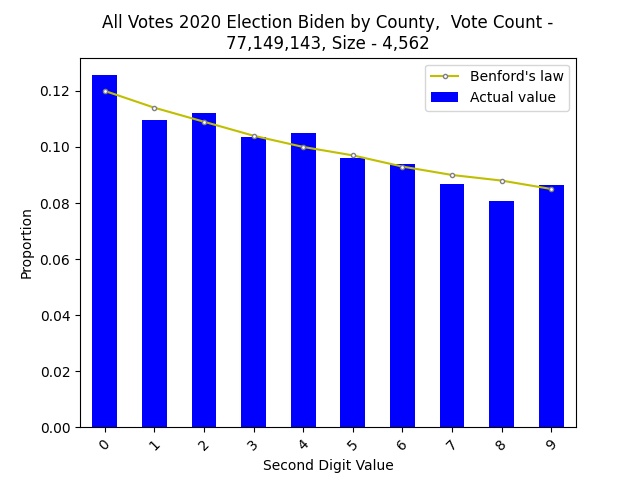 All Votes 2020 Election Biden by County,  Vote Count -
77,149,143, Size - 4,562
Benford's law
Actual value
0.12
0.10
0.08
0.06
0.04
0.02
0.00
Proportion
0 1 2 3 4 5 6 7 8 9
Second Digit Value